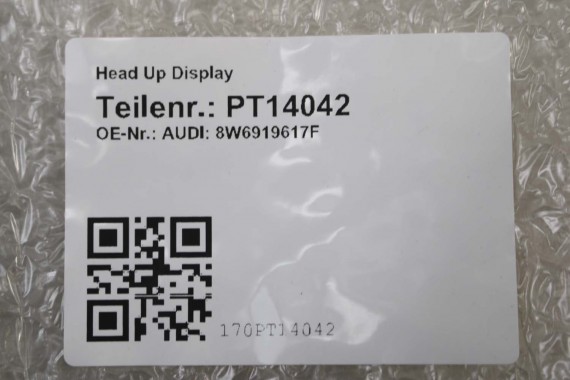 Head Up Display
Teilenr.: PT14042
OE-Nr.: AUDI: 8W6919617F
170PT14042